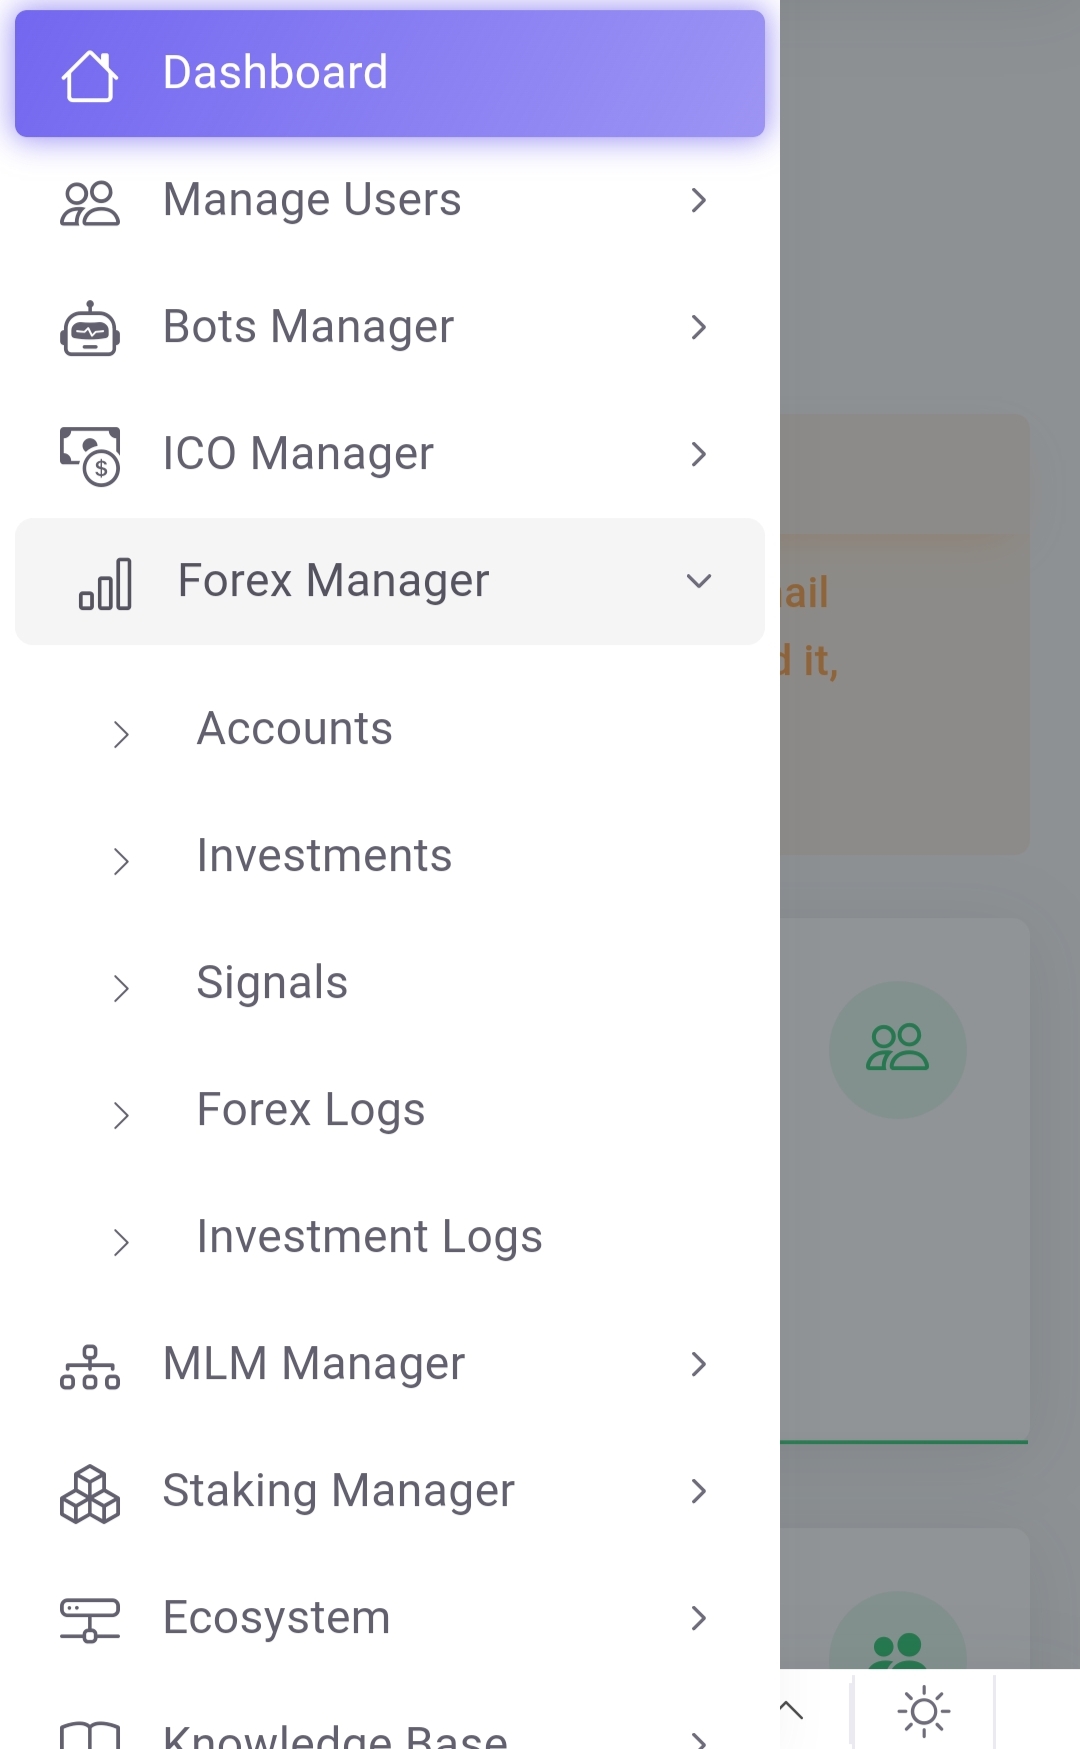 Dashboard
Manage Users
Bots Manager
ICO Manager
$
Forex Manager
ail
it,
Accounts
Investments
Signals
Forex Logs
Investment Logs
MLM Manager
Staking Manager
Ecosystem
Knowledge Base